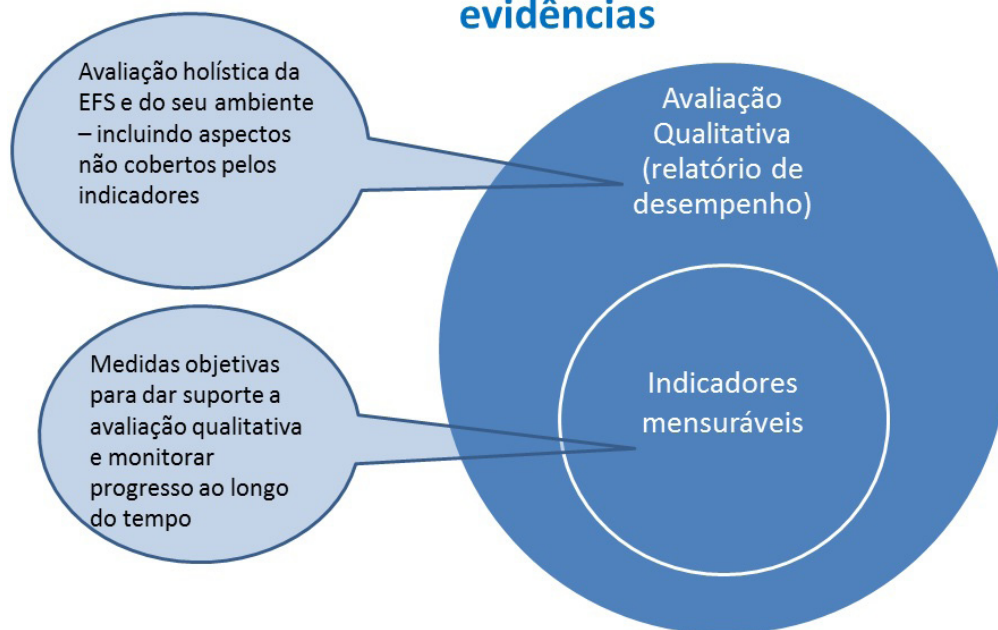 evidências
Avaliação holística da
EFS e do seu ambiente
– incluindo aspectos
não cobertos pelos
indicadores
Avaliação
Qualitativa
(relatório de
desempenho)
Medidas objetivas
para dar suporte a
avaliação qualitativa
e monitorar
progresso ao longo
do tempo
Indicadores
mensuráveis